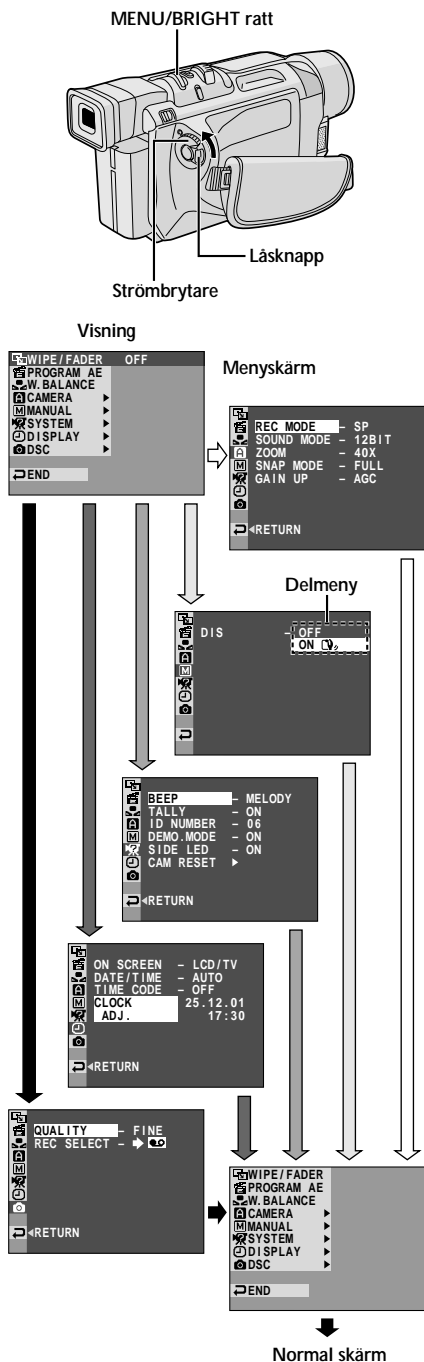 MENU/BRIGHT ratt
Låsknapp
Strömbrytare
Visning
WIPE/FADER OFF
PROGRAM AE
W.BALANCE
CAMERA
MANUAL
SYSTEM
DISPLAY
DSC
END
Menyskärm
REC MODE – SP
SOUND MODE – 12BIT
ZOOM – 40X
SNAP MODE – FULL
GAIN UP – AGC
RETURN
Delmeny
DIS – OFF
ON
BEEP – MELODY
TALLY – ON
ID NUMBER – 06
DEMO.MODE – ON
SIDE LED – ON
CAM RESET
RETURN
ON SCREEN – LCD/TV
DATE/TIME – AUTO
TIME CODE – OFF
CLOCK 25.12.01
ADJ. 17:30
RETURN
QUALITY – FINE
REC SELECT –
RETURN
WIPE/FADER
PROGRAM AE
W.BALANCE
CAMERA
MANUAL
SYSTEM
DISPLAY
DSC
END
Normal skärm